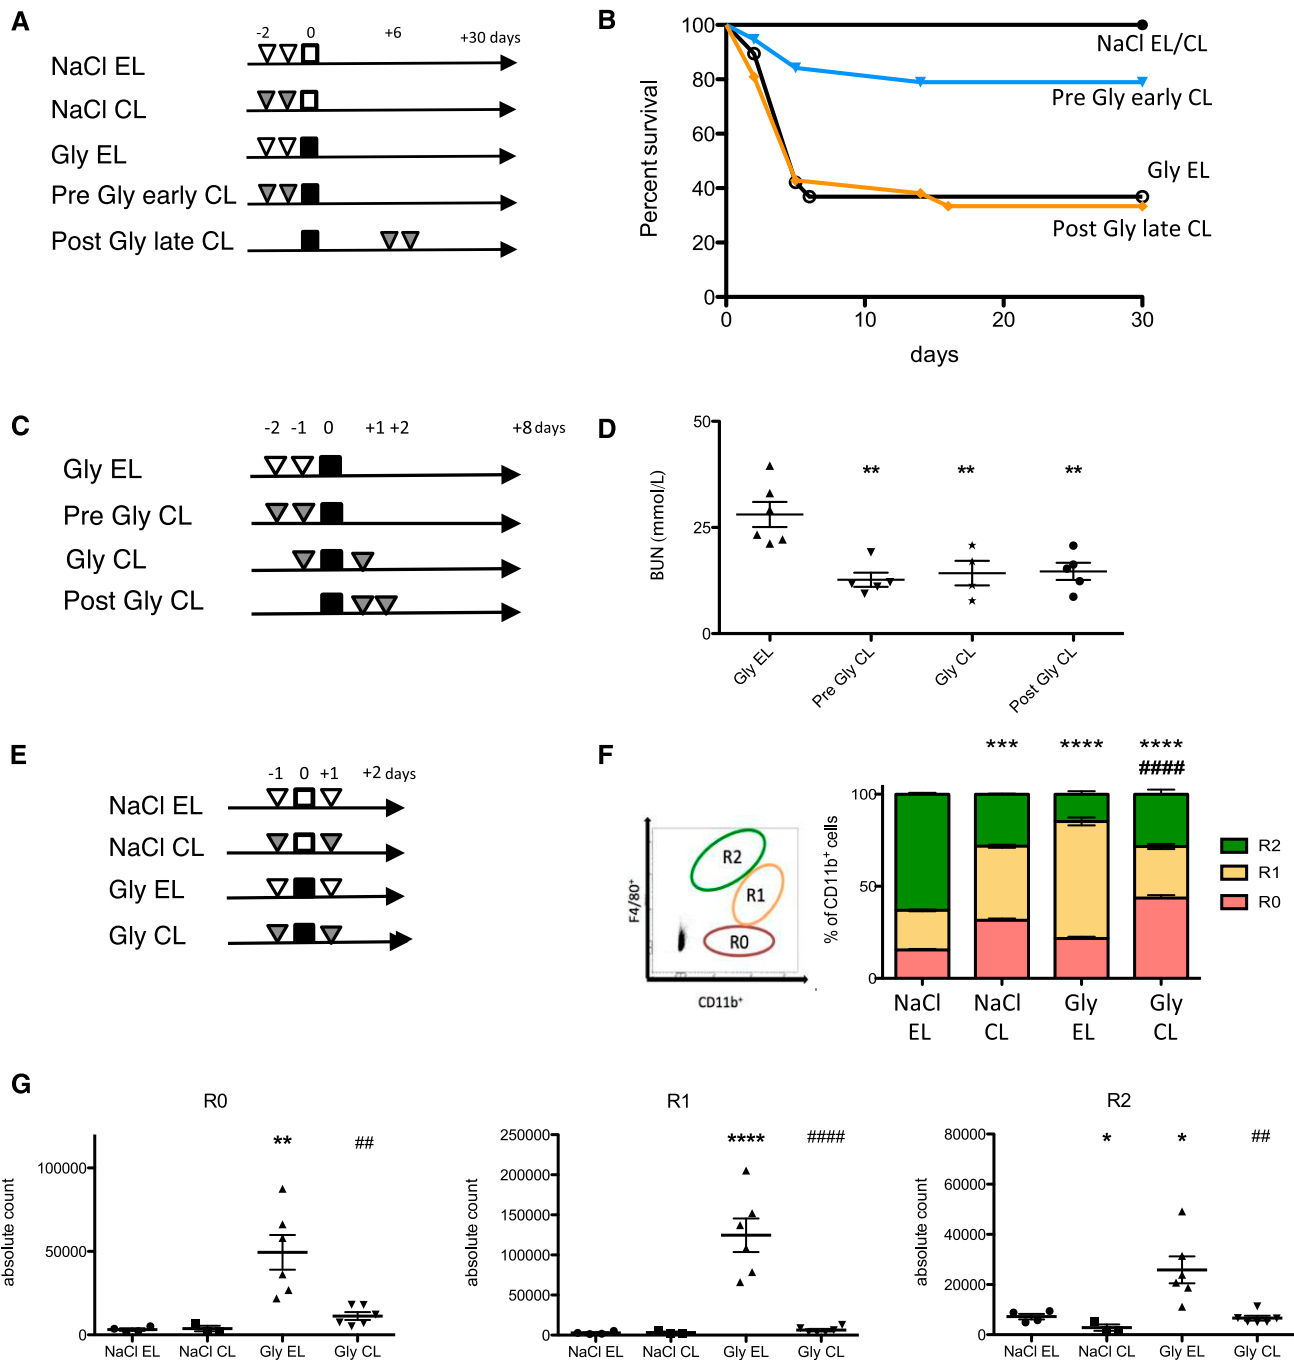 A
-2 0 +6 +30 days
NaCl EL
NaCl CL
Gly EL
Pre Gly early CL
Post Gly late CL
B
Percent survival
100
80
60
40
20
0
0 10 20 30
days
NaCl EL/CL
Pre Gly early CL
Gly EL
Post Gly late CL
C
-2 -1 0 +1 +2 +8 days
Gly EL
Pre Gly CL
Gly CL
Post Gly CL
D
BUN (mmol/L)
50
25
0
** ** **
Gly EL Pre Gly CL Gly CL Post Gly CL
E
-1 0 +1 +2 days
NaCl EL
NaCl CL
Gly EL
Gly CL
F
F4/80⁺
R2
R1
R0
CD11b⁺
% of CD11b⁺ cells
*** **** ****
####
100
50
0
NaCl NaCl Gly Gly
EL CL EL CL
R2
R1
R0
G
R0
absolute count
100000
50000
0
** ##
NaCl EL NaCl CL Gly EL Gly CL
R1
absolute count
250000
200000
150000
100000
50000
0
**** ####
NaCl EL NaCl CL Gly EL Gly CL
R2
absolute count
80000
60000
40000
20000
0
* * ##
NaCl EL NaCl CL Gly EL Gly CL